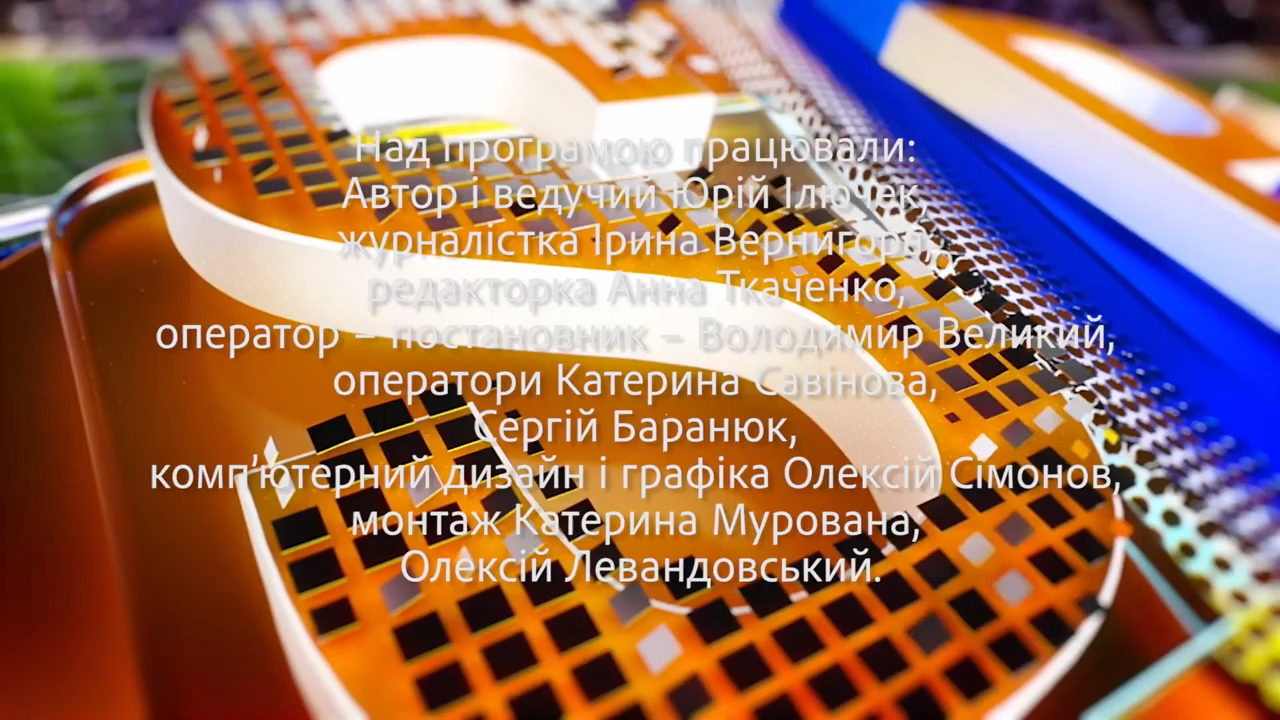 Над програмою працювали:
Автор і ведучий Юрій Ілючек,
журналістка Ірина Вернигора,
редакторка Анна Ткаченко,
оператор – постановник – Володимир Великий,
оператори Катерина Савінова,
Сергій Баранюк,
комп'ютерний дизайн і графіка Олексій Сімонов,
монтаж Катерина Мурована,
Олексій Левандовський.